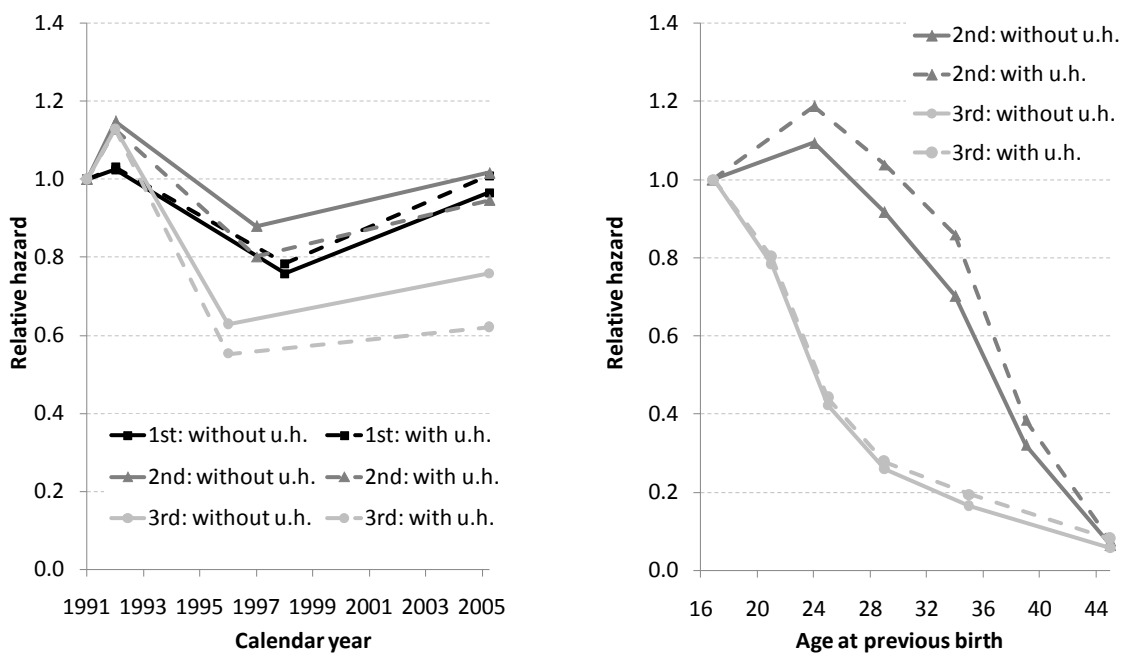 1.4
1.2
1.0
0.8
0.6
0.4
0.2
0.0
Relative hazard
1st: without u.h. 1st: with u.h.
2nd: without u.h. 2nd: with u.h.
3rd: without u.h. 3rd: with u.h.
1991 1993 1995 1997 1999 2001 2003 2005
Calendar year
1.4
1.2
1.0
0.8
0.6
0.4
0.2
0.0
Relative hazard
2nd: without u.h.
2nd: with u.h.
3rd: without u.h.
3rd: with u.h.
16 20 24 28 32 36 40 44
Age at previous birth